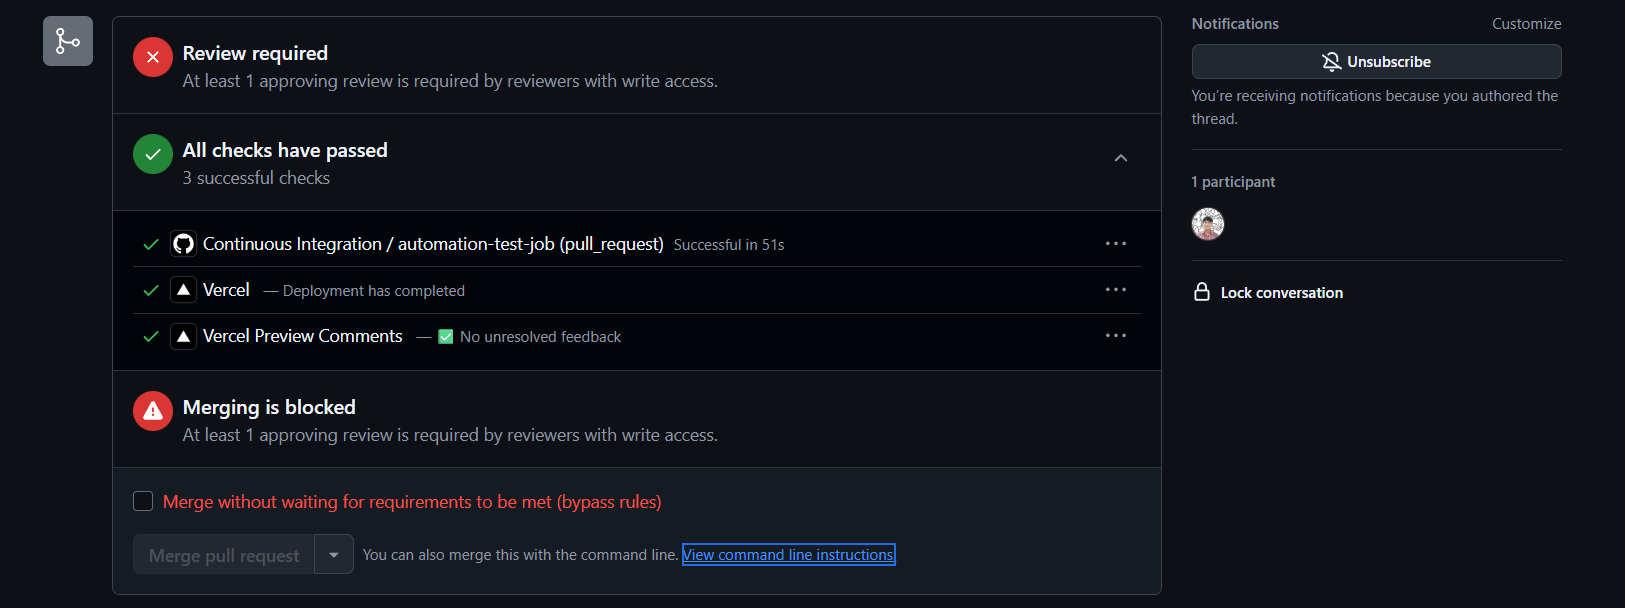 Review required
At least 1 approving review is required by reviewers with write access.
All checks have passed
3 successful checks
Continuous Integration / automation-test-job (pull_request) Successful in 51s
Vercel — Deployment has completed
Vercel Preview Comments — ✅ No unresolved feedback
Merging is blocked
At least 1 approving review is required by reviewers with write access.
Merge without waiting for requirements to be met (bypass rules)
Merge pull request You can also merge this with the command line. View command line instructions
Notifications Customize
Unsubscribe
You’re receiving notifications because you authored the
thread.
1 participant
Lock conversation